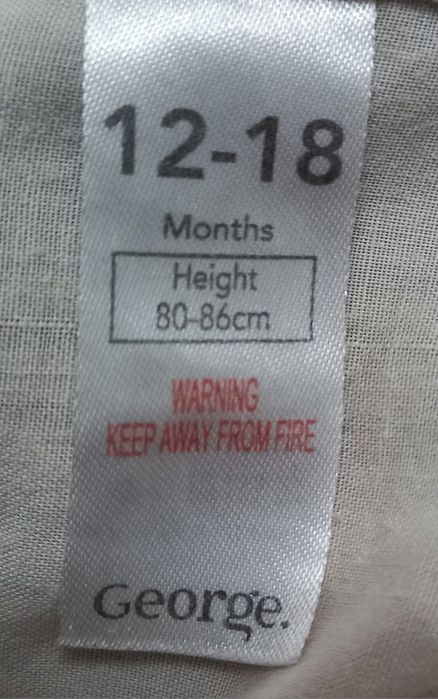 12-18
Months
Height
80-86cm
WARNING
KEEP AWAY FROM FIRE
George.